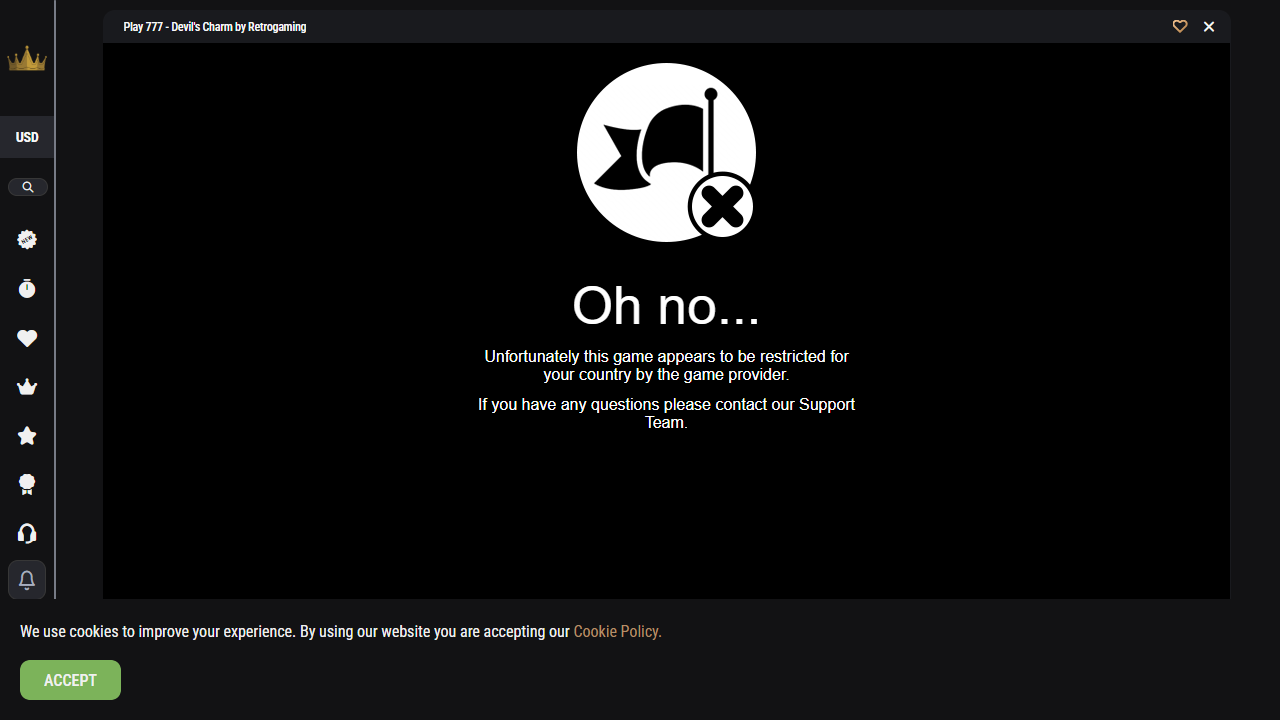 Play 777 - Devil's Charm by Retrogaming
USD
NEW
Oh no...
Unfortunately this game appears to be restricted for
your country by the game provider.
If you have any questions please contact our Support
Team.
We use cookies to improve your experience. By using our website you are accepting our Cookie Policy.
ACCEPT